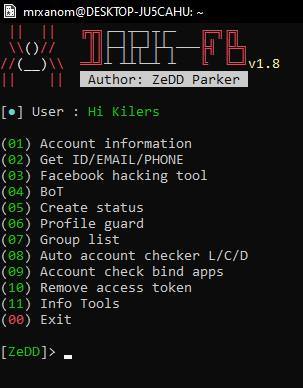 mrxanom@DESKTOP-JU5CAHU: ~
v1.8
Author: ZeDD Parker
[●] User : Hi Kilers
(01) Account information
(02) Get ID/EMAIL/PHONE
(03) Facebook hacking tool
(04) BoT
(05) Create status
(06) Profile guard
(07) Group list
(08) Auto account checker L/C/D
(09) Account check bind apps
(10) Remove access token
(11) Info Tools
(00) Exit
[ZeDD]>